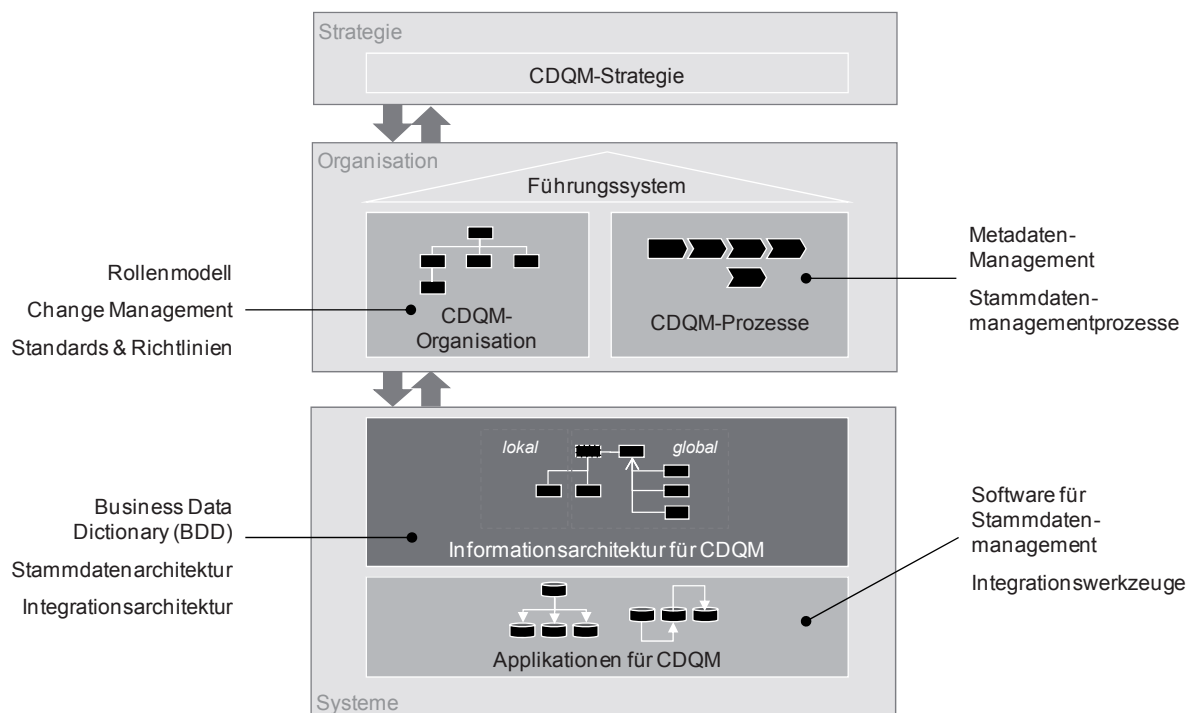 Strategie
CDQM-Strategie
Organisation
Führungssystem
CDQM-
Organisation
CDQM-Prozesse
Rollenmodell
Change Management
Standards & Richtlinien
Metadaten-
Management
Stammdaten-
managementprozesse
lokal
global
Informationsarchitektur für CDQM
Business Data
Dictionary (BDD)
Stammdatenarchitektur
Integrationsarchitektur
Software für
Stammdaten-
management
Integrationswerkzeuge
Applikationen für CDQM
Systeme